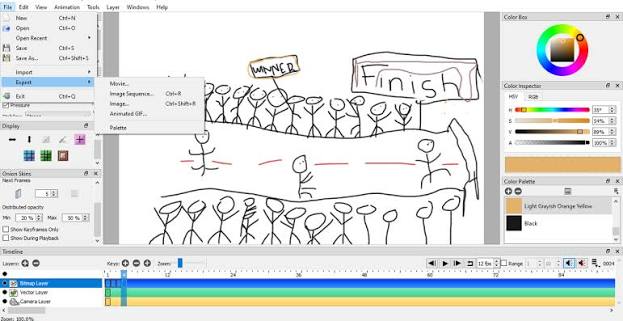 File Edit View Animation Tools Layer Window Help
New Ctrl+N
Open Ctrl+O
Open Recent
Save Ctrl+S
Save As... Ctrl+Shift+S
Import
Export
Exit Ctrl+Q
Movie...
Image Sequence... Ctrl+R
Image... Ctrl+Shift+R
Animated GIF...
Palette
Pressure
Display
Onion Skins
Next Frames
5
Distributed opacity
Min 20 % Max 50 %
Show Keyframes Only
Show During Playback
WINNER
Finish
Color Box
Color Inspector
HSV RGB
H 35°
S 54%
V 89%
A 100%
Color Palette
Light Grayish Orange Yellow
Black
Timeline
Layers: Keys: Zoom: 12 fps Range 1 0004
1 12 24 36 48 60 72 84
Bitmap Layer
Vector Layer
Camera Layer
Zoom: 100.0%